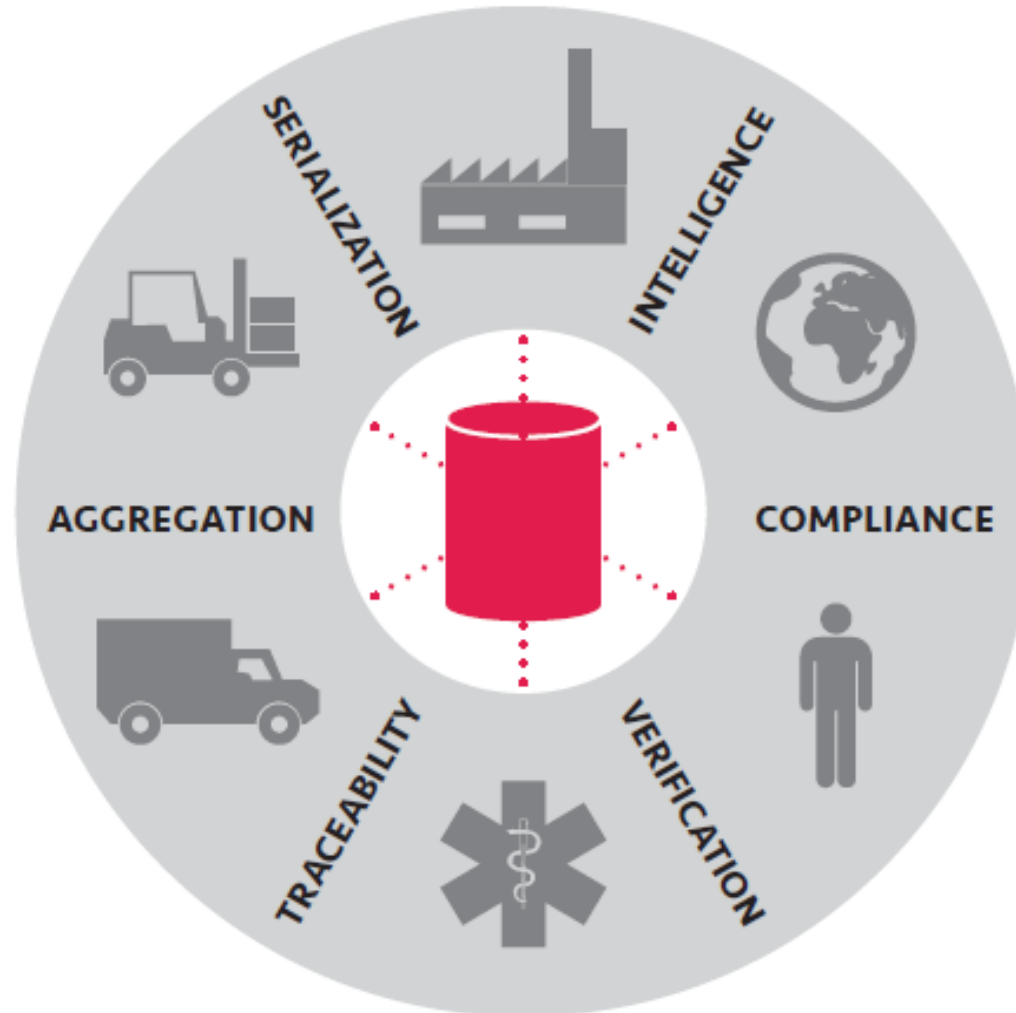 SERIALIZATION
INTELLIGENCE
AGGREGATION
COMPLIANCE
TRACEABILITY
VERIFICATION